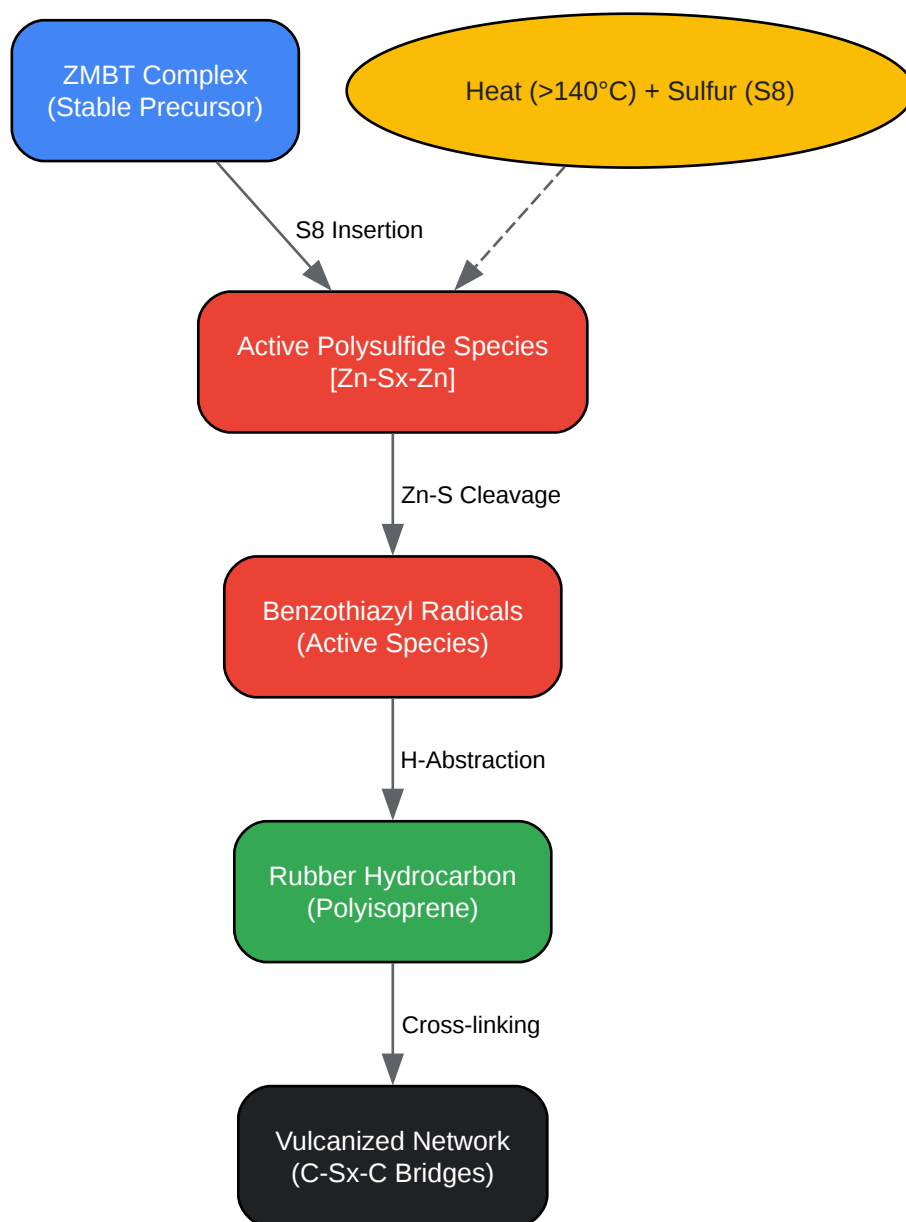 ZMBT Complex
(Stable Precursor)
Heat (>140°C) + Sulfur (S8)
S8 Insertion
Active Polysulfide Species
[Zn-Sx-Zn]
Zn-S Cleavage
Benzothiazyl Radicals
(Active Species)
H-Abstraction
Rubber Hydrocarbon
(Polyisoprene)
Cross-linking
Vulcanized Network
(C-Sx-C Bridges)